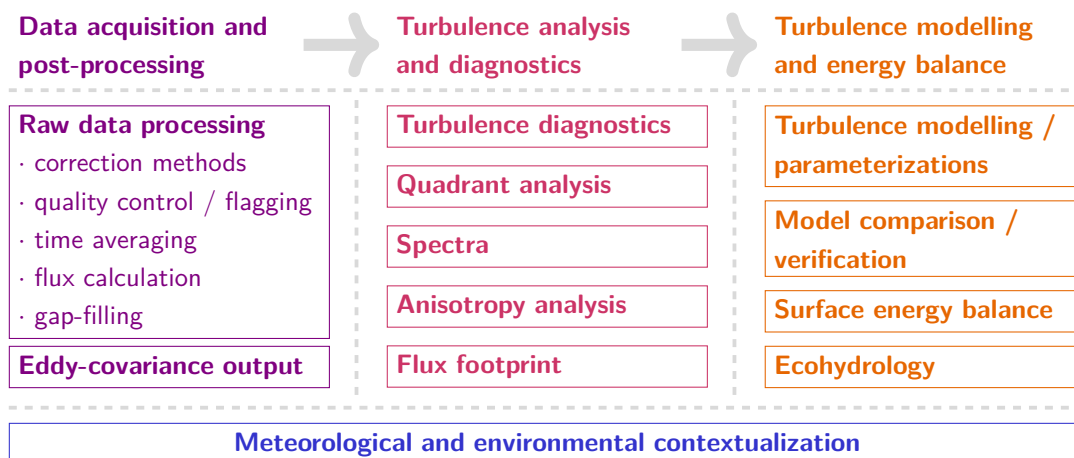 Data acquisition and
post-processing
Turbulence analysis
and diagnostics
Turbulence modelling
and energy balance
Raw data processing
· correction methods
· quality control / flagging
· time averaging
· flux calculation
· gap-filling
Eddy-covariance output
Turbulence diagnostics
Quadrant analysis
Spectra
Anisotropy analysis
Flux footprint
Turbulence modelling /
parameterizations
Model comparison /
verification
Surface energy balance
Ecohydrology
Meteorological and environmental contextualization